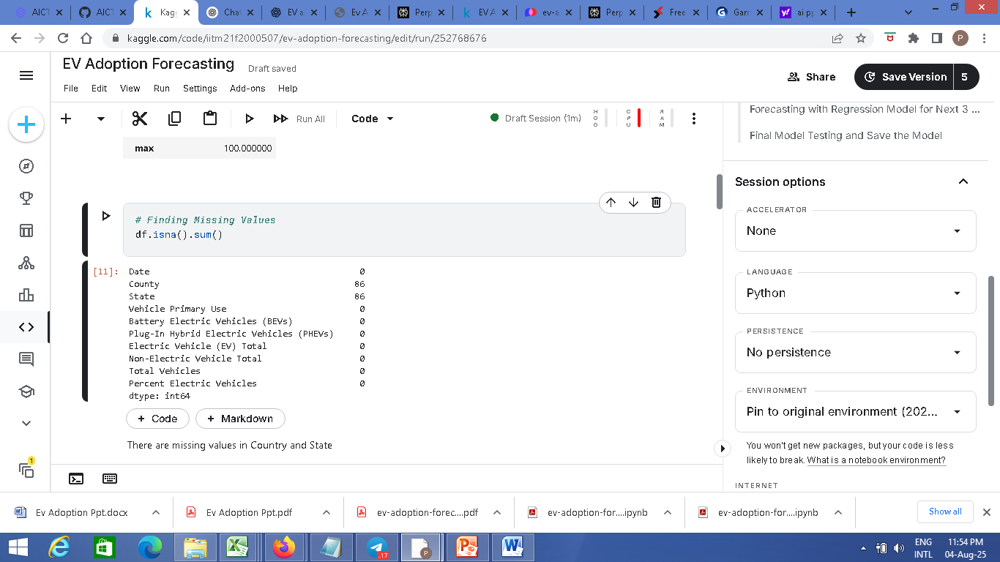 AICT
AICT
Kagg
Chat
EV a
Ev A
Perp
EV A
ev-a
Perp
Free
Gam
ai pp
kaggle.com/code/iitm21f2000507/ev-adoption-forecasting/edit/run/252768676
P
EV Adoption Forecasting
Draft saved
File Edit View Run Settings Add-ons Help
Share
Save Version 5
Run All
Code
Draft Session (1m)
HDD
CPU
RAM
Forecasting with Regression Model for Next 3 ...
Final Model Testing and Save the Model
max 100.000000
# Finding Missing Values
df.isna().sum()
[11]:
Date 0
County 86
State 86
Vehicle Primary Use 0
Battery Electric Vehicles (BEVs) 0
Plug-In Hybrid Electric Vehicles (PHEVs) 0
Electric Vehicle (EV) Total 0
Non-Electric Vehicle Total 0
Total Vehicles 0
Percent Electric Vehicles 0
dtype: int64
+ Code
+ Markdown
There are missing values in Country and State
Session options
ACCELERATOR
None
LANGUAGE
Python
PERSISTENCE
No persistence
ENVIRONMENT
Pin to original environment (202...
You won't get new packages, but your code is less
likely to break. What is a notebook environment?
INTERNET
1
Ev Adoption Ppt.docx
Ev Adoption Ppt.pdf
ev-adoption-forec....pdf
ev-adoption-for....ipynb
ev-adoption-for....ipynb
Show all
..17
P
ENG
INTL
11:54 PM
04-Aug-25